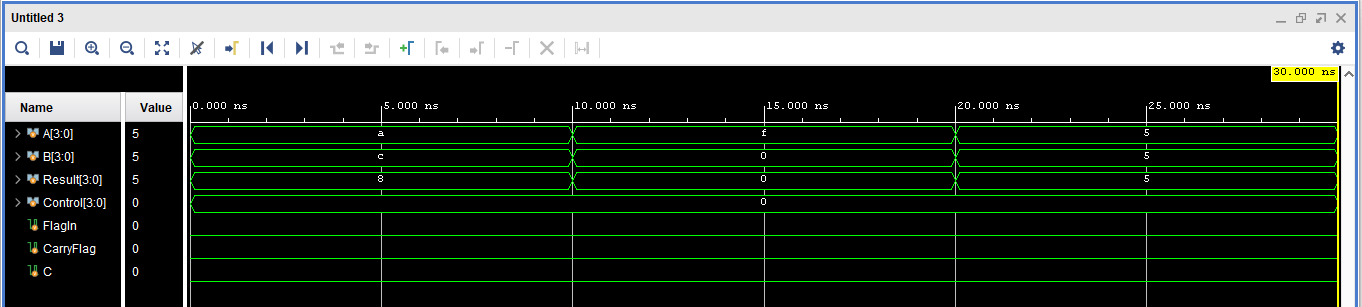 Untitled 3
30.000 ns
Name Value 0.000 ns 5.000 ns 10.000 ns 15.000 ns 20.000 ns 25.000 ns
A[3:0] 5 a f 5
B[3:0] 5 c 0 5
Result[3:0] 5 8 0 5
Control[3:0] 0 0
FlagIn 0
CarryFlag 0
C 0